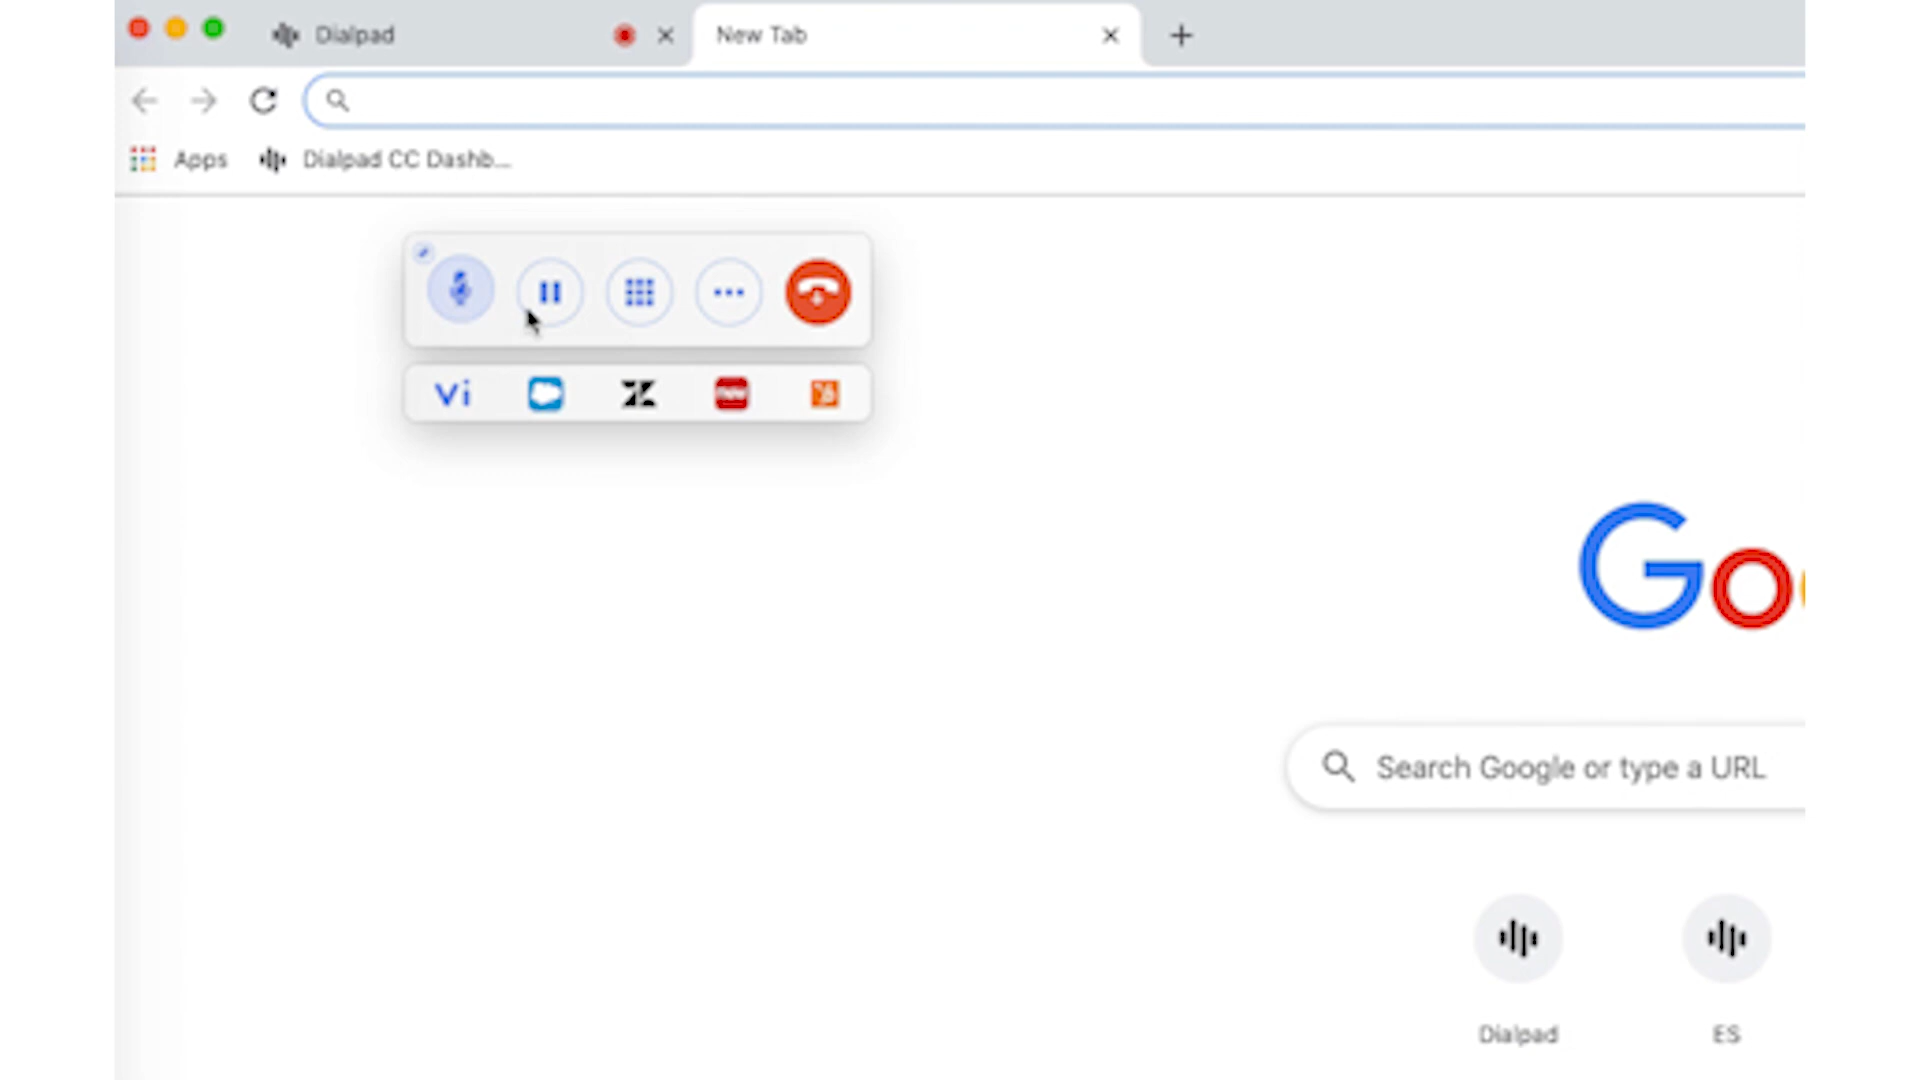 Dialpad
New Tab
Apps
Dialpad CC Dashb...
Vi
Go
Search Google or type a URL
Dialpad
ES